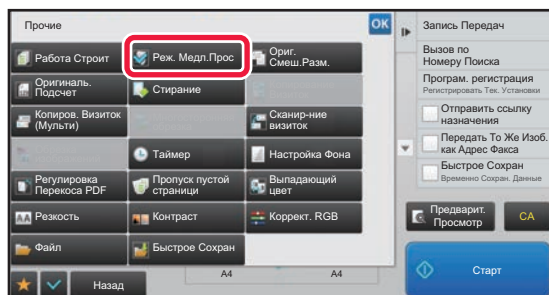 Прочие
OK
Работа Строит
Реж. Медл.Прос
Ориг.
Смеш.Разм.
Оригиналь.
Подсчет
Стирание
Копиров. Визиток
(Мульти)
Сканир-ние
визиток
Таймер
Настройка Фона
Регулировка
Перекоса PDF
Пропуск пустой
страници
Выпадающий
цвет
AA Резкость
Контраст
Коррект. RGB
Файл
Быстрое Сохран
Назад
A4
A4
Запись Передач
Вызов по
Номеру Поиска
Програм. регистрация
Регистрировать Тек. Установки
Отправить ссылку
назначения
Передать То Же Изоб.
как Адрес Факса
Быстрое Сохран
Временно Сохран. Данные
Предварит.
Просмотр
CA
Старт